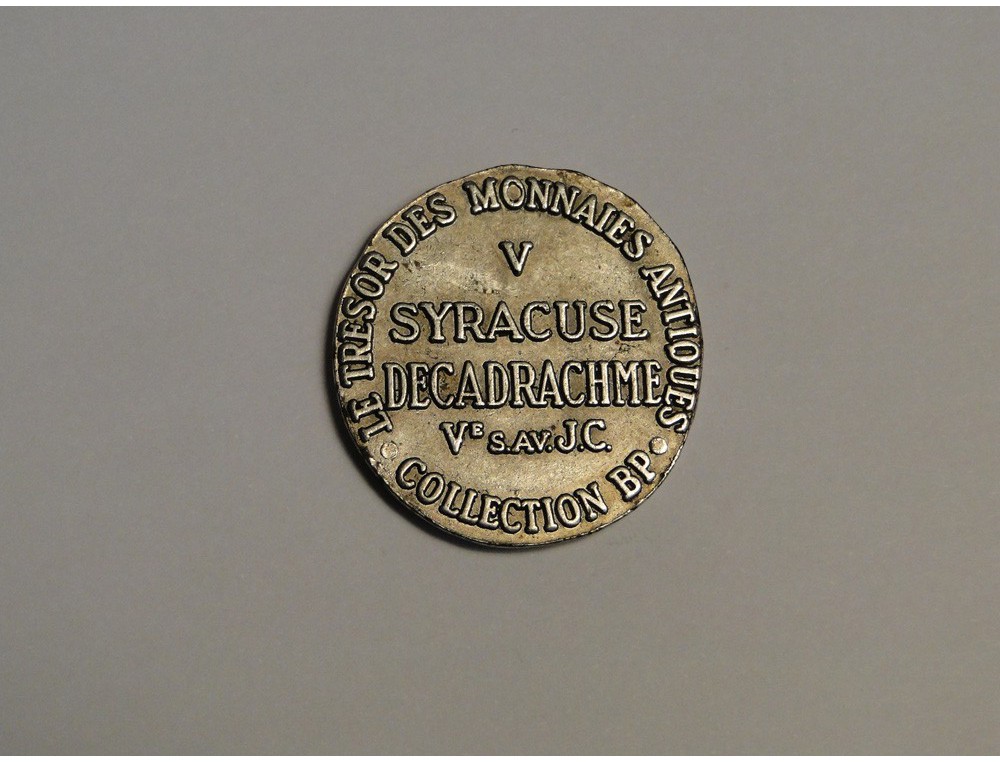 LE TRESOR DES MONNAIES ANTIQUES
V
SYRACUSE
DECADRACHME
VE S.AV. J.C.
• COLLECTION BP •